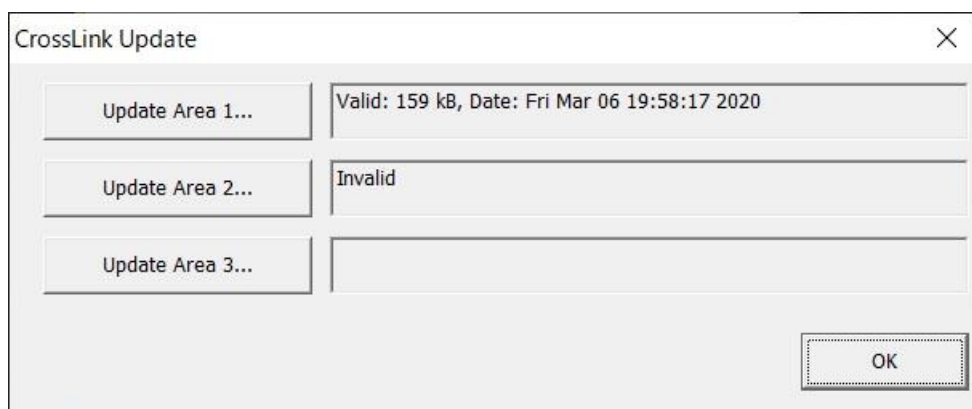 CrossLink Update
Update Area 1...
Valid: 159 kB, Date: Fri Mar 06 19:58:17 2020
Update Area 2...
Invalid
Update Area 3...
OK